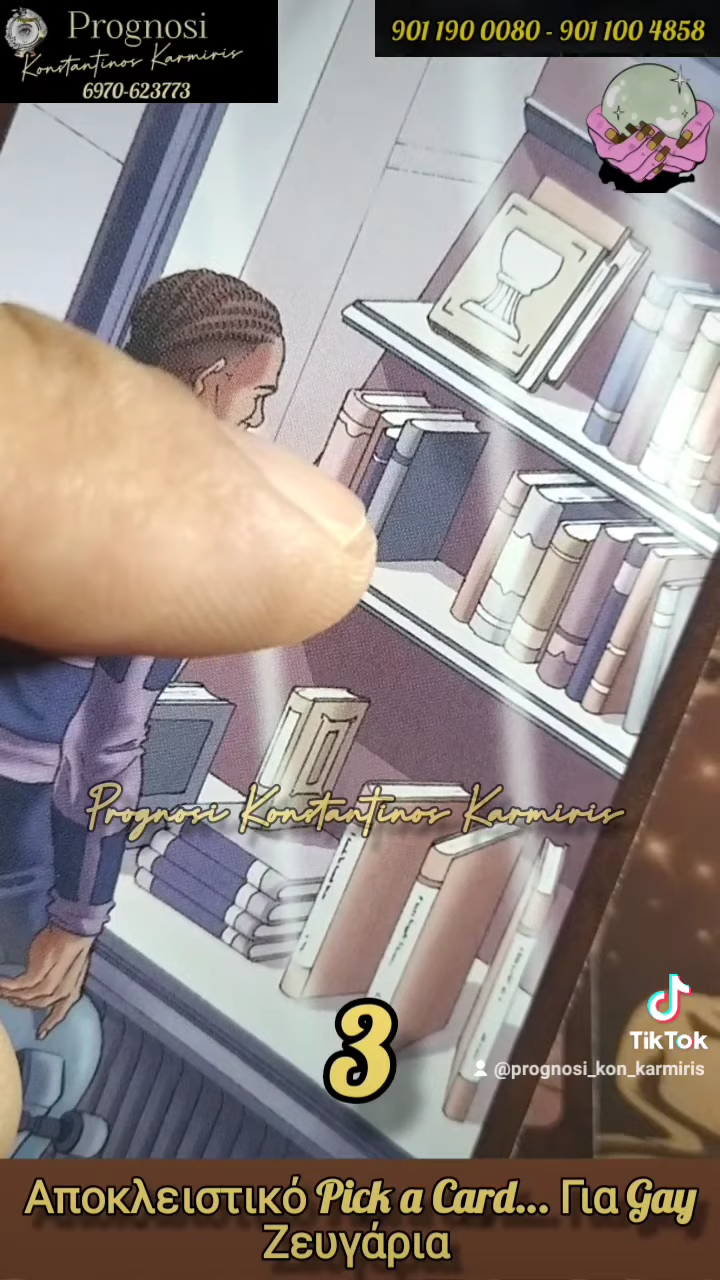 Prognosi
Konstantinos Karmiris
6970-623773
901 190 0080 - 901 100 4858
Prognosi Konstantinos Karmiris
3
TikTok
@prognosi_kon_karmiris
Αποκλειστικό Pick a Card... Για Gay
Ζευγάρια